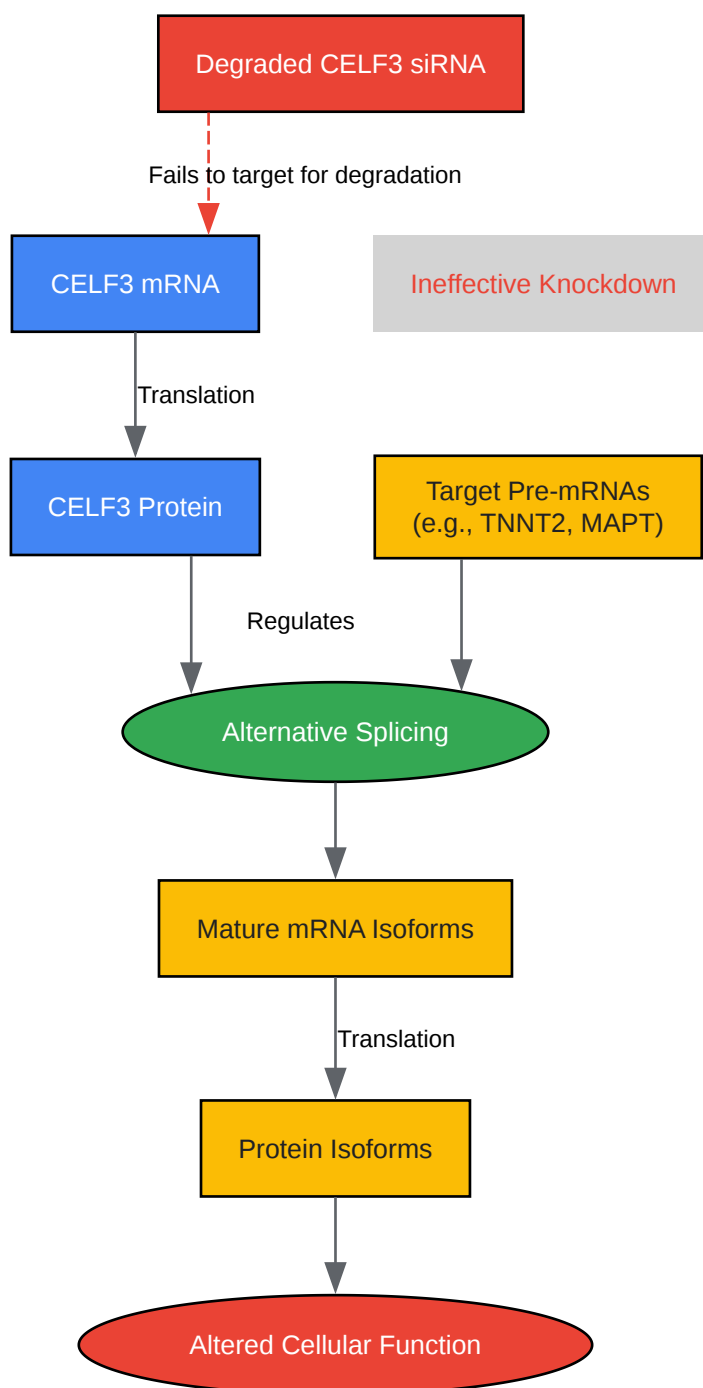 Degraded CELF3 siRNA
Fails to target for degradation
CELF3 mRNA
Ineffective Knockdown
Translation
CELF3 Protein
Target Pre-mRNAs
(e.g., TNNT2, MAPT)
Regulates
Alternative Splicing
Mature mRNA Isoforms
Translation
Protein Isoforms
Altered Cellular Function